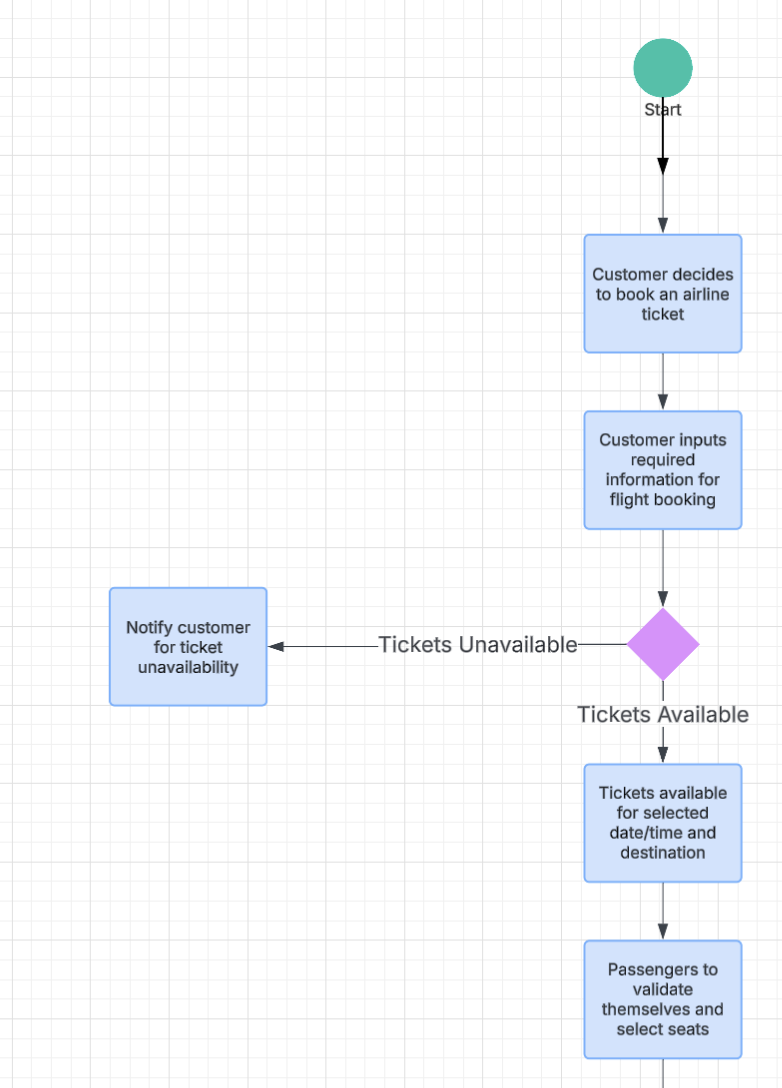 Start
Customer decides
to book an airline
ticket
Customer inputs
required
information for
flight booking
Notify customer
for ticket
unavailability
Tickets Unavailable
Tickets Available
Tickets available
for selected
date/time and
destination
Passengers to
validate
themselves and
select seats